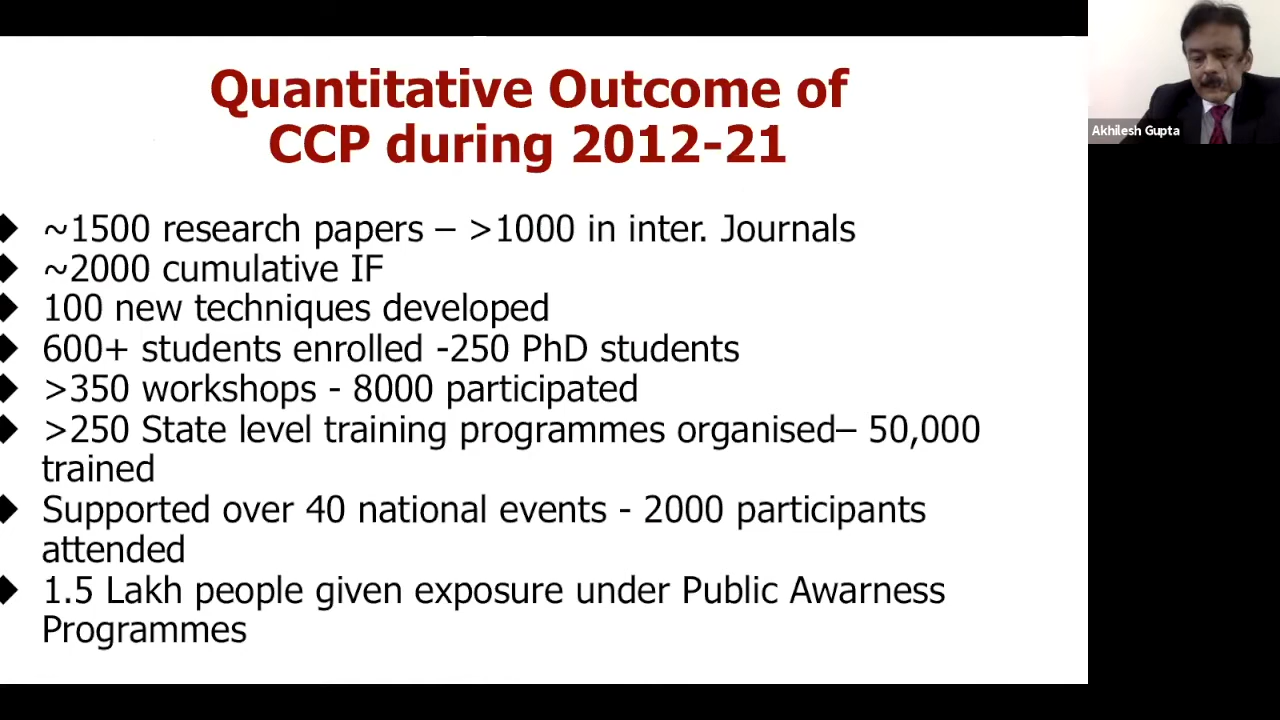 Quantitative Outcome of
CCP during 2012-21
Akhilesh Gupta
~1500 research papers – >1000 in inter. Journals
~2000 cumulative IF
100 new techniques developed
600+ students enrolled -250 PhD students
>350 workshops - 8000 participated
>250 State level training programmes organised– 50,000
trained
Supported over 40 national events - 2000 participants
attended
1.5 Lakh people given exposure under Public Awarness
Programmes